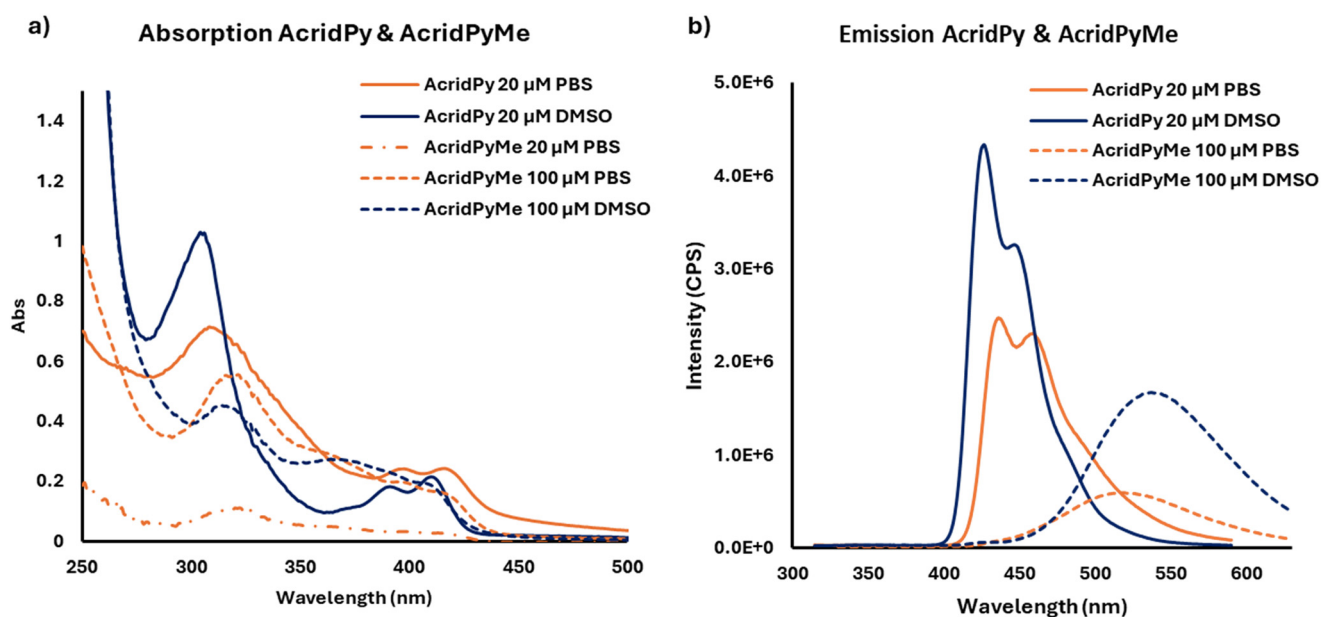 a)
Absorption AcridPy & AcridPyMe
AcridPy 20 µM PBS
AcridPy 20 µM DMSO
AcridPyMe 20 µM PBS
AcridPyMe 100 µM PBS
AcridPyMe 100 µM DMSO
Abs
1.4
1.2
1
0.8
0.6
0.4
0.2
0
250 300 350 400 450 500
Wavelength (nm)
b)
Emission AcridPy & AcridPyMe
AcridPy 20 µM PBS
AcridPy 20 µM DMSO
AcridPyMe 100 µM PBS
AcridPyMe 100 µM DMSO
Intensity (CPS)
5.0E+6
4.0E+6
3.0E+6
2.0E+6
1.0E+6
0.0E+0
300 350 400 450 500 550 600
Wavelength (nm)